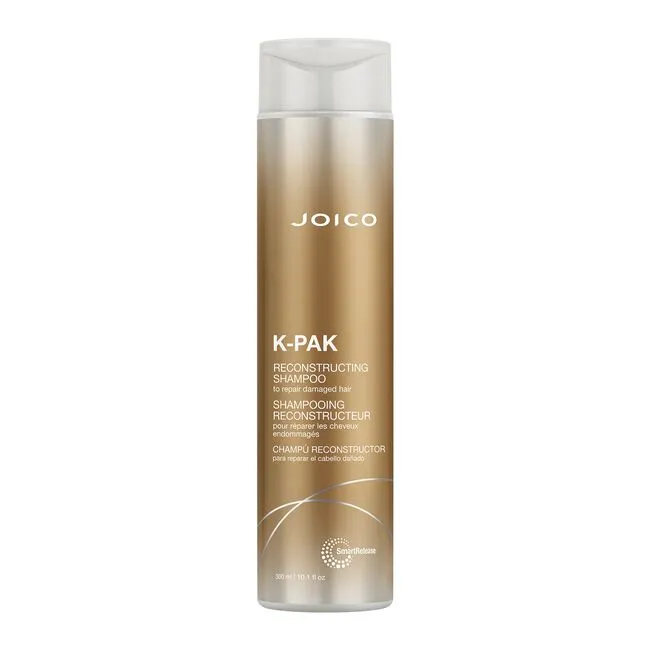 JOICO
K-PAK
RECONSTRUCTING
SHAMPOO
to repair damaged hair
SHAMPOOING
RECONSTRUCTEUR
pour réparer les cheveux
endommagés
CHAMPÚ RECONSTRUCTOR
para reparar el cabello dañado
SmartRelease
300 ml / 10.1 fl oz